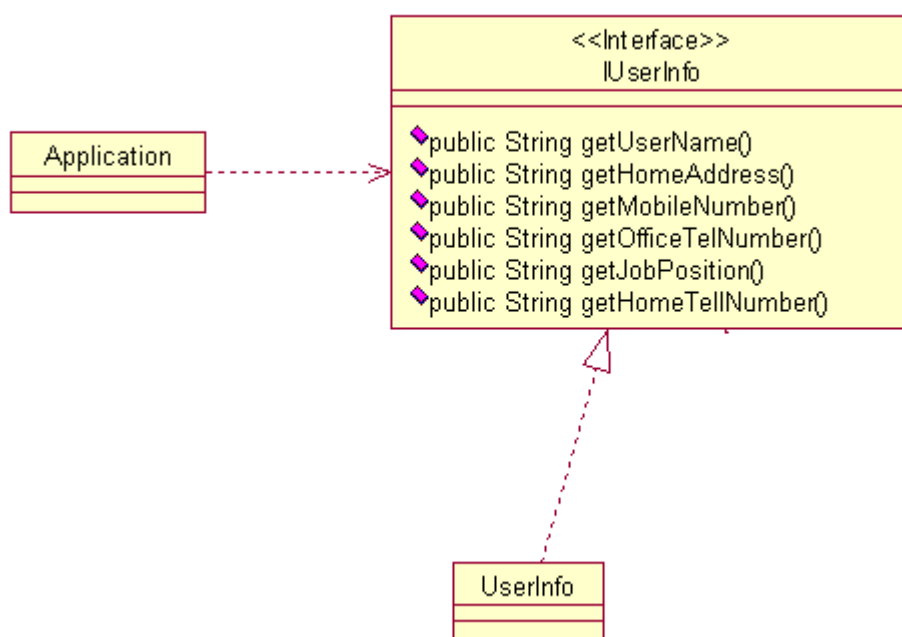 <<Interface>>
IUserInfo
Application
public String getUserName()
public String getHomeAddress()
public String getMobileNumber()
public String getOfficeTelNumber()
public String getJobPosition()
public String getHomeTellNumber()
UserInfo